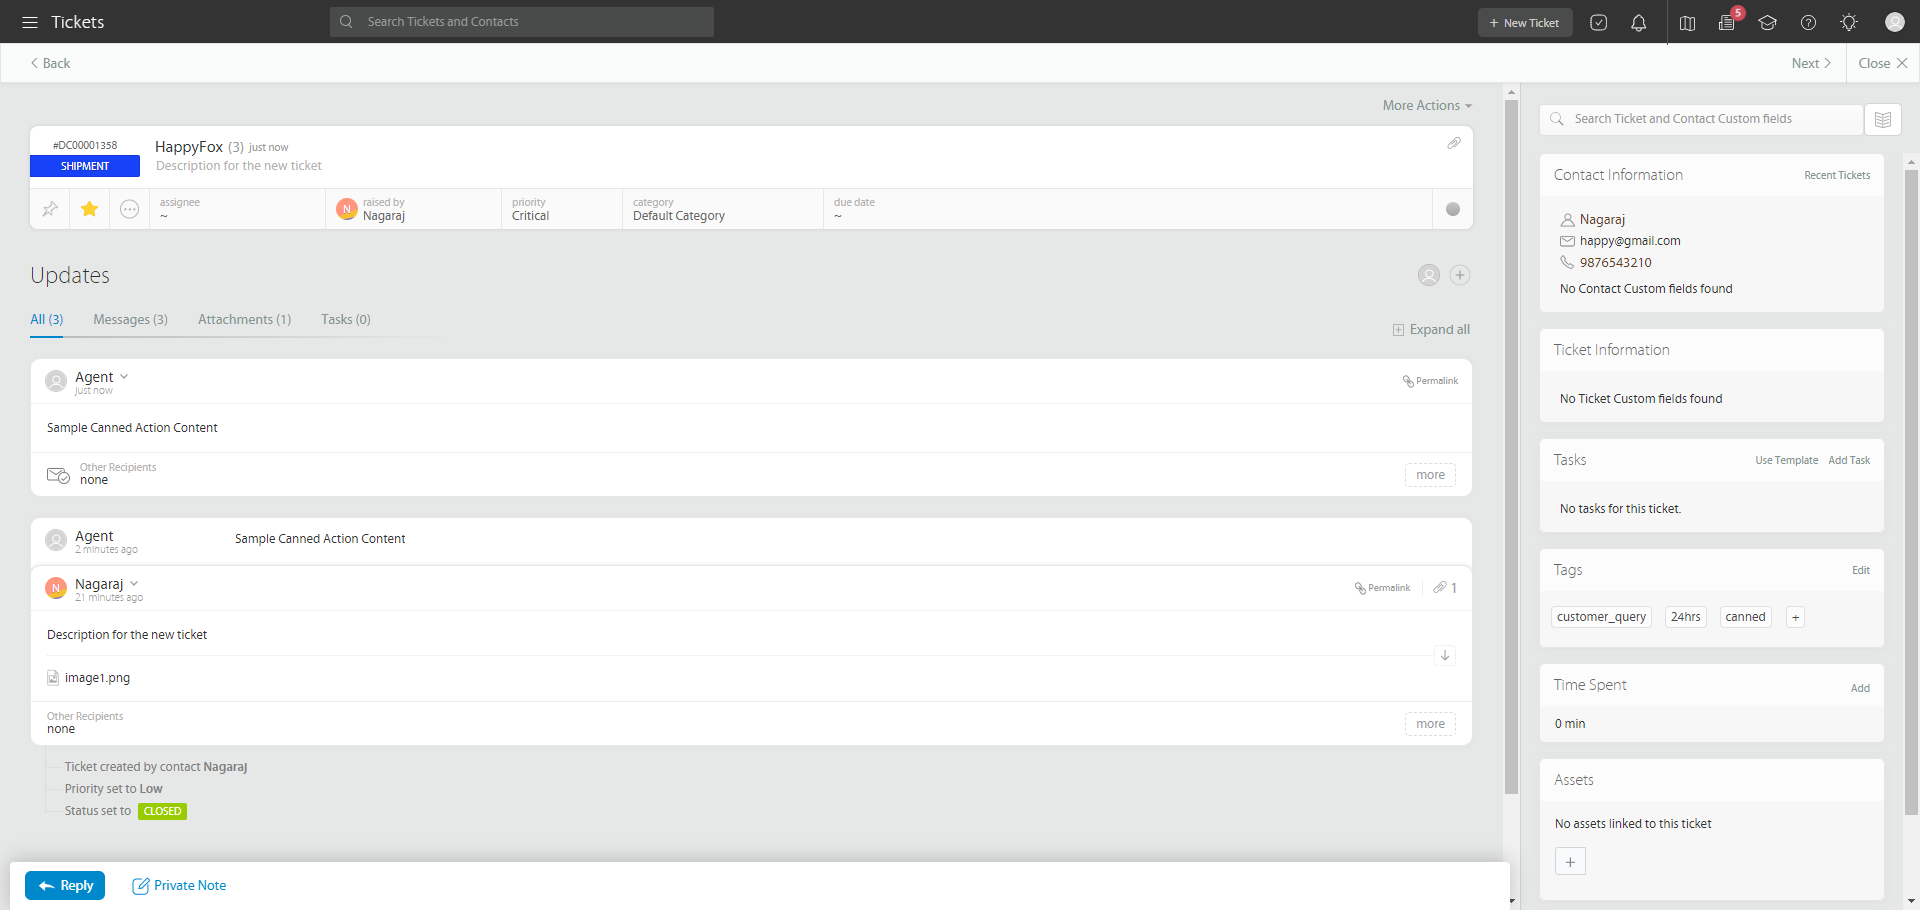 Tickets
Search Tickets and Contacts
+ New Ticket
5
Back
Next
Close
More Actions
#DC00001358
SHIPMENT
HappyFox (3) just now
Description for the new ticket
assignee
~
N
raised by
Nagaraj
priority
Critical
category
Default Category
due date
~
Updates
All (3)
Messages (3)
Attachments (1)
Tasks (0)
Expand all
Agent
just now
Permalink
Sample Canned Action Content
Other Recipients
none
more
Agent
2 minutes ago
Sample Canned Action Content
N
Nagaraj
21 minutes ago
Permalink
1
Description for the new ticket
image1.png
Other Recipients
none
more
Ticket created by contact Nagaraj
Priority set to Low
Status set to CLOSED
Reply
Private Note
Search Ticket and Contact Custom fields
Contact Information
Recent Tickets
Nagaraj
happy@gmail.com
9876543210
No Contact Custom fields found
Ticket Information
No Ticket Custom fields found
Tasks
Use Template
Add Task
No tasks for this ticket.
Tags
Edit
customer_query
24hrs
canned
+
Time Spent
Add
0 min
Assets
No assets linked to this ticket
+